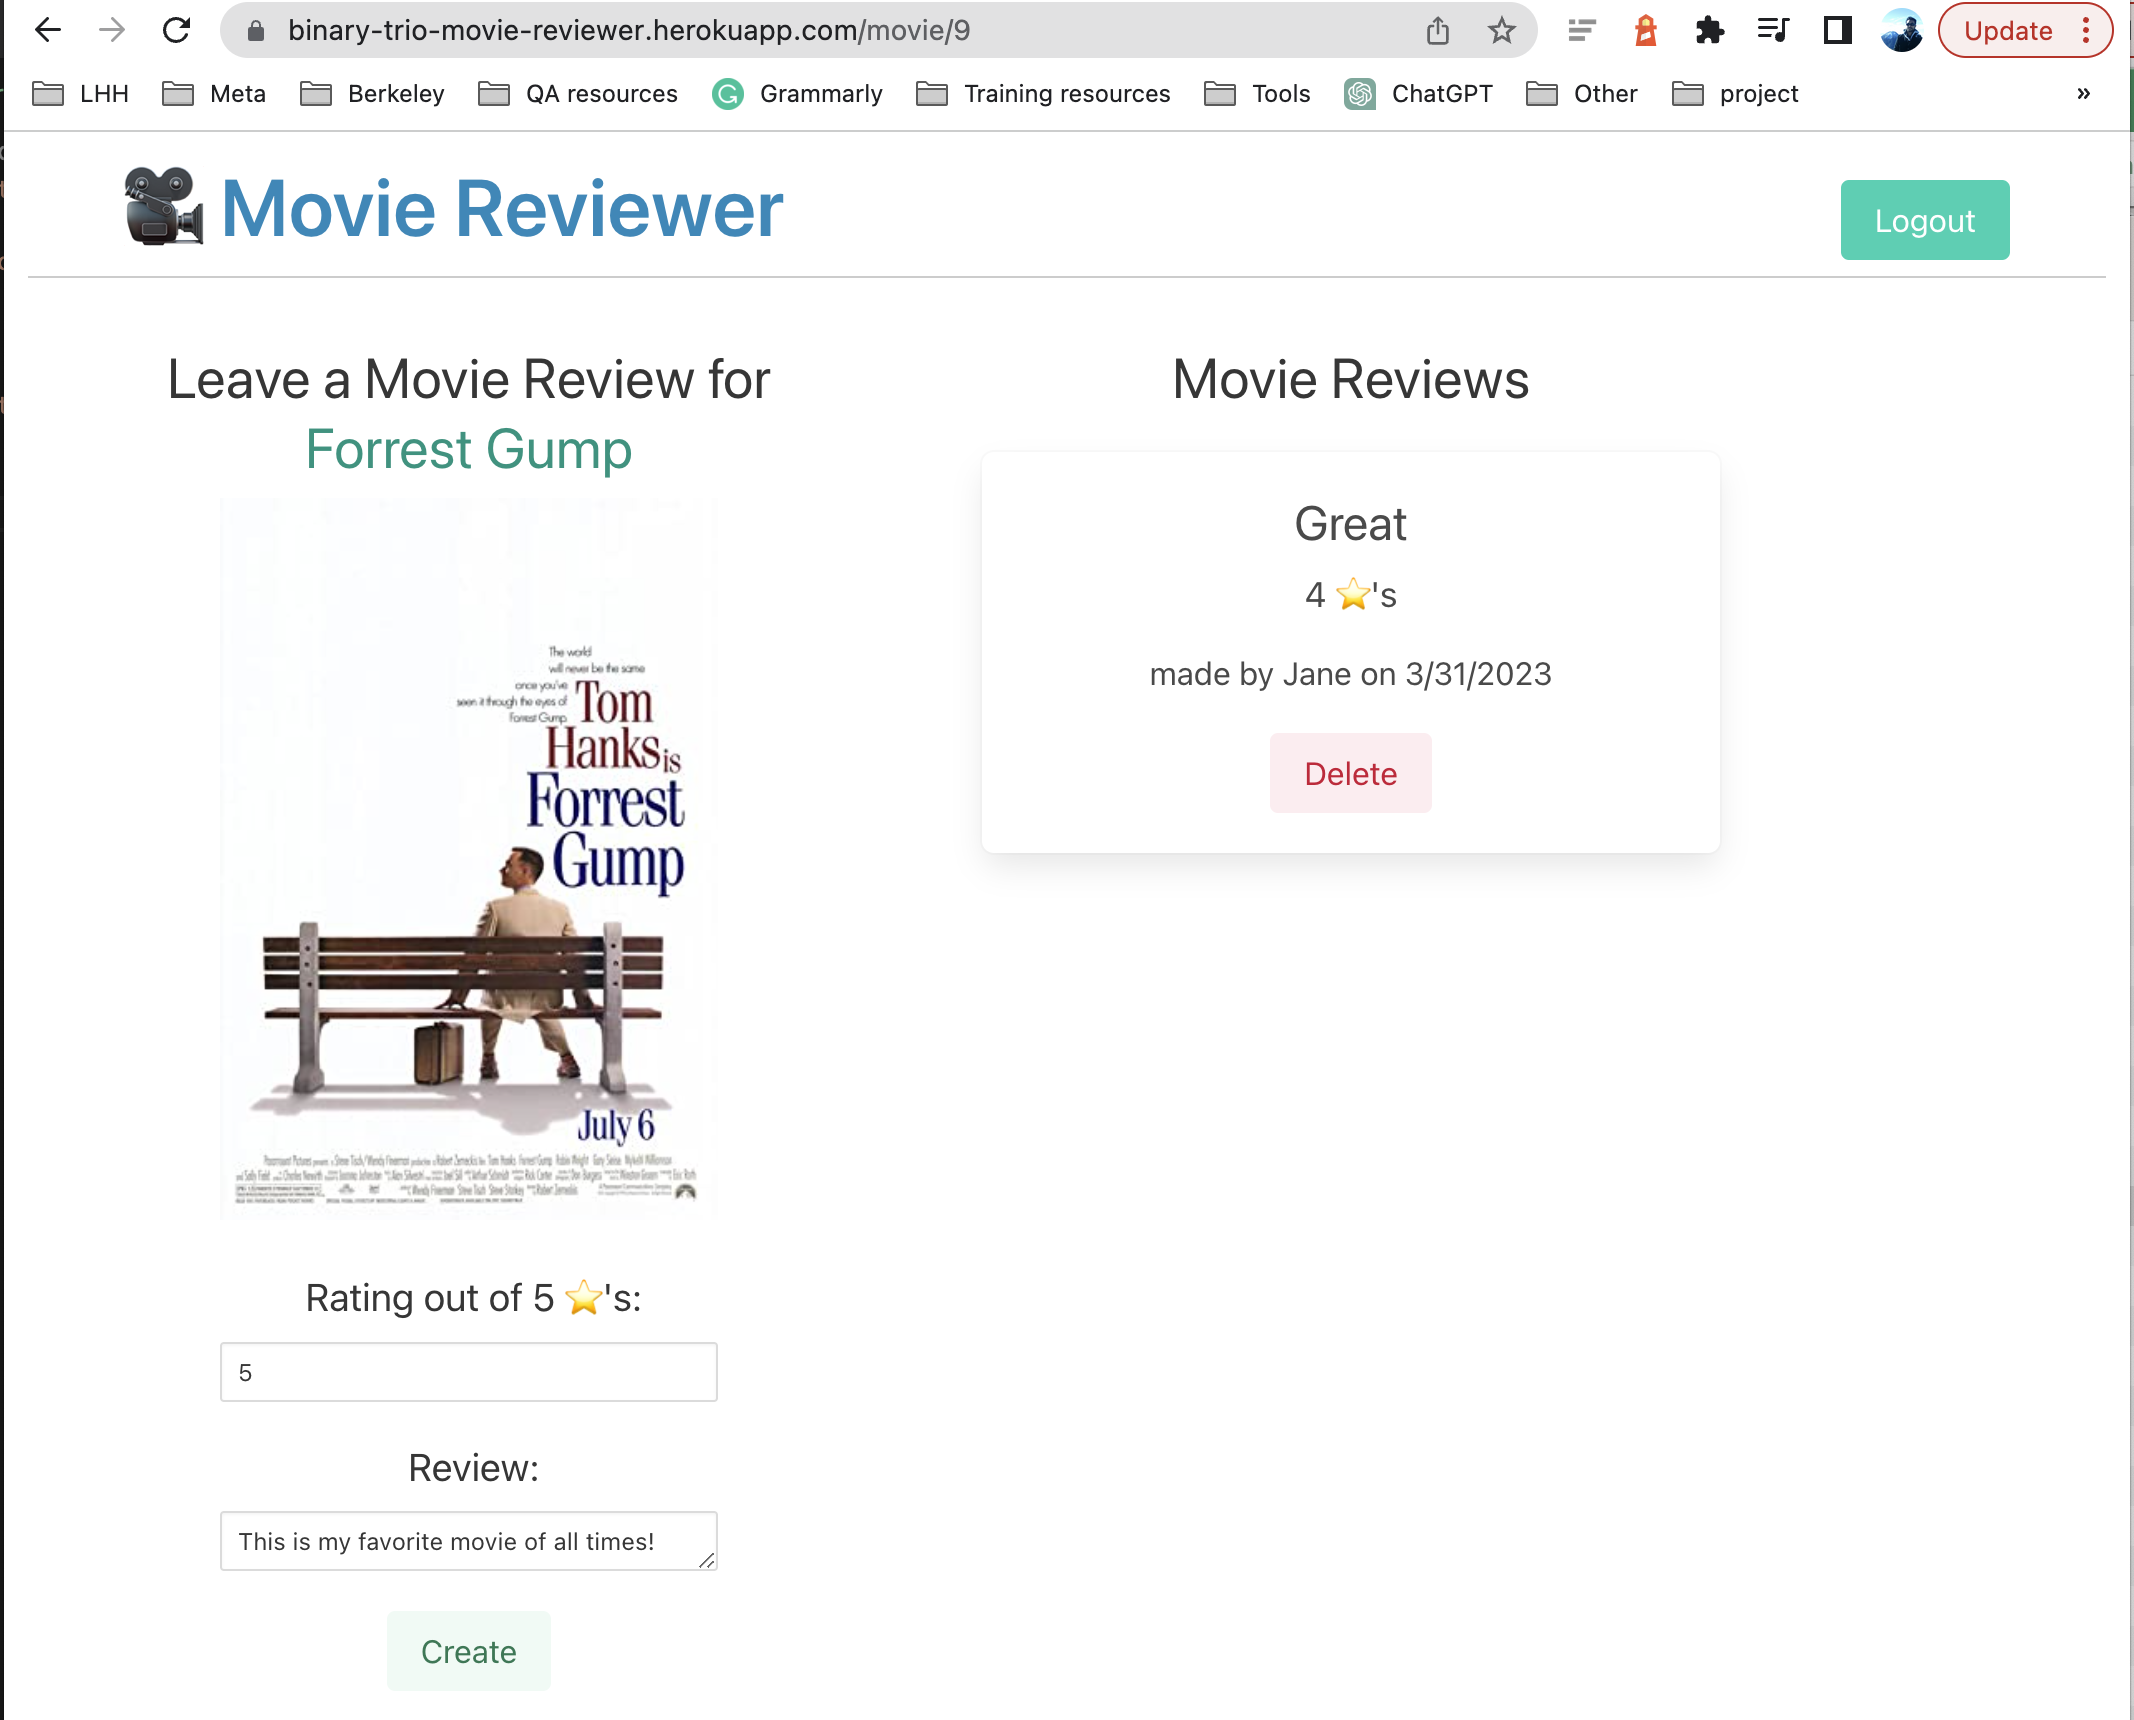 binary-trio-movie-reviewer.herokuapp.com/movie/9
Update
LHH Meta Berkeley QA resources Grammarly Training resources Tools ChatGPT Other project »
Movie Reviewer
Logout
Leave a Movie Review for
Forrest Gump
The world
will never be the same
once you've
seen it through the eyes of
Forrest Gump.
Tom
Hanks is
Forrest
Gump
July 6
Rating out of 5 ⭐'s:
5
Review:
This is my favorite movie of all times!
Create
Movie Reviews
Great
4 ⭐'s
made by Jane on 3/31/2023
Delete